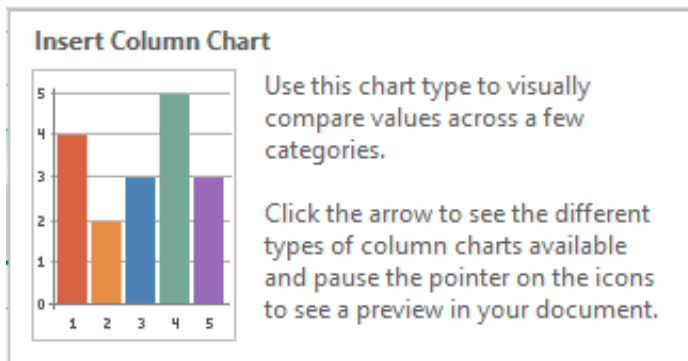 Insert Column Chart
Use this chart type to visually
compare values across a few
categories.
Click the arrow to see the different
types of column charts available
and pause the pointer on the icons
to see a preview in your document.
5
4
3
2
1
0
1 2 3 4 5